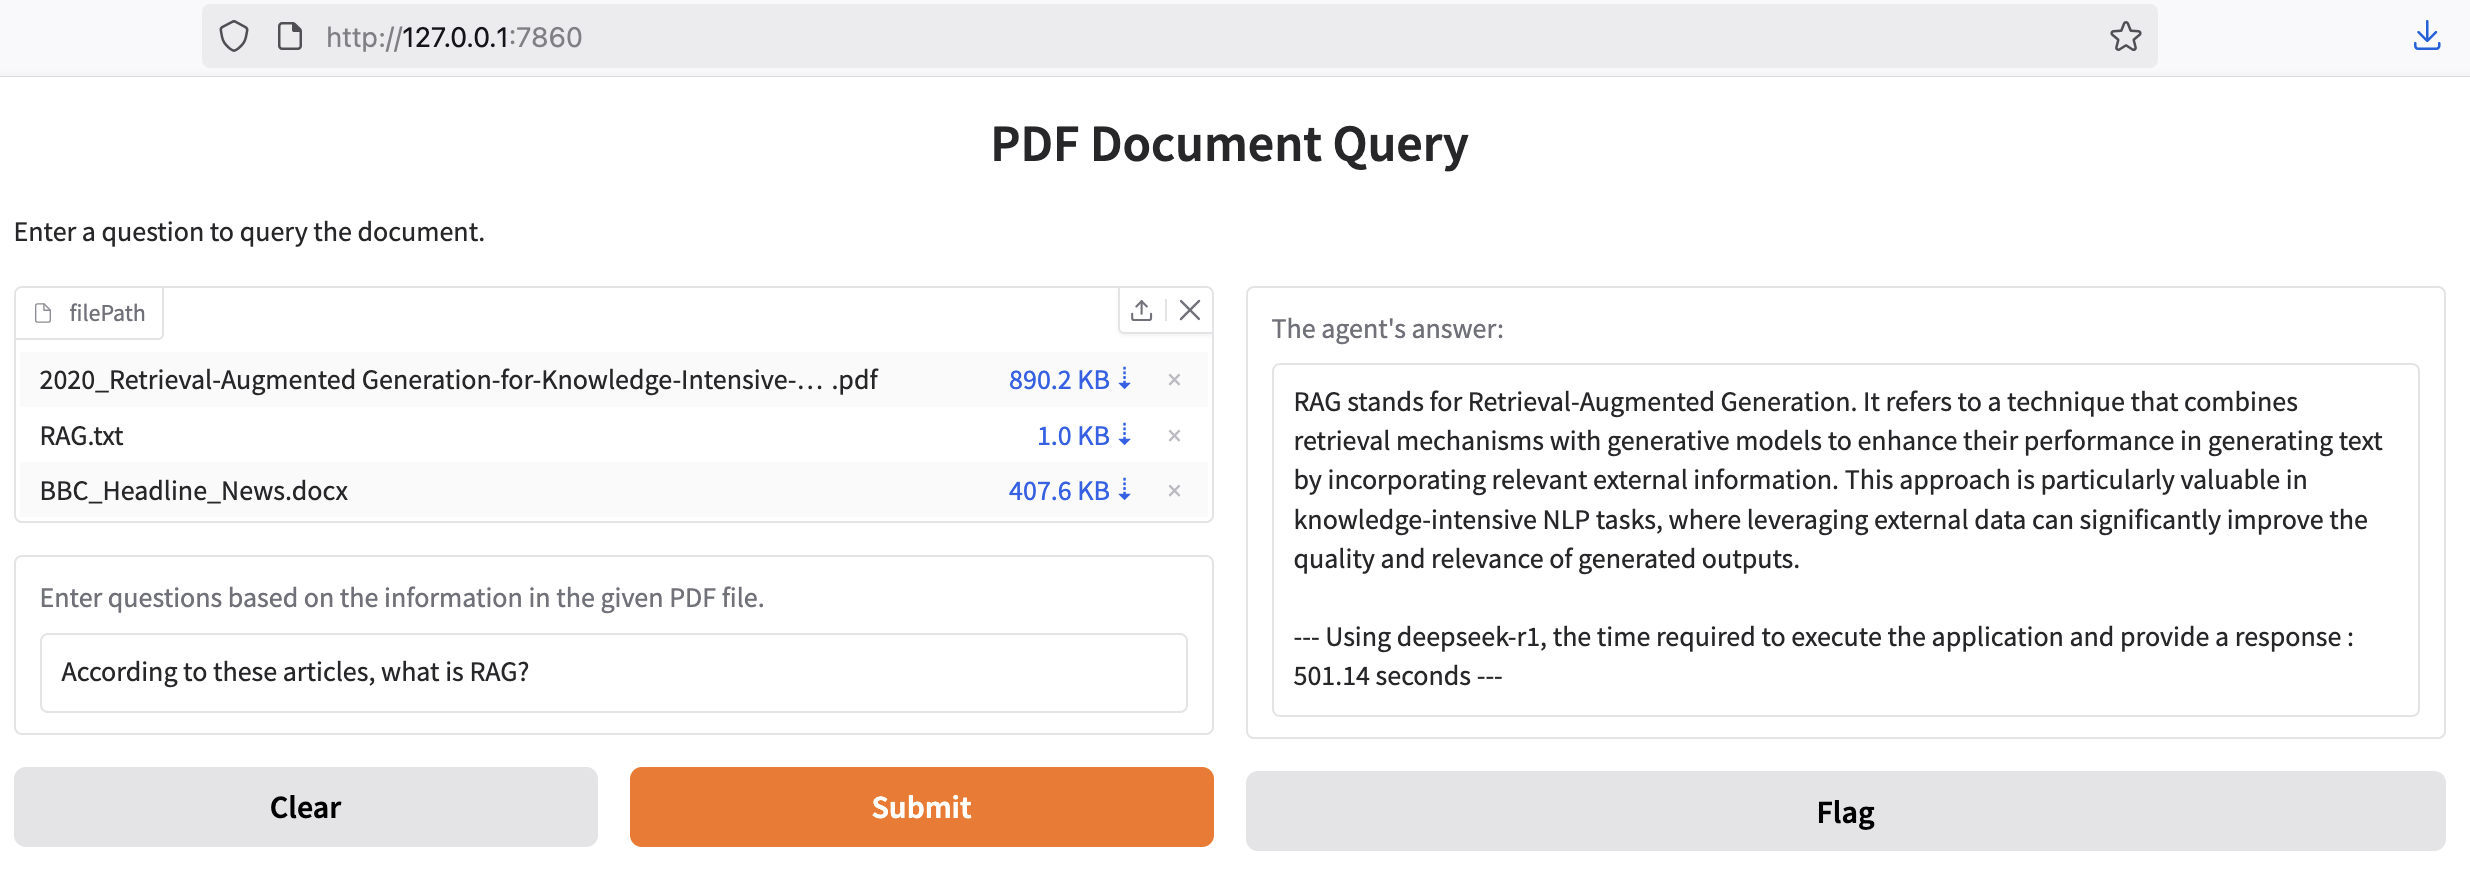 http://127.0.0.1:7860
PDF Document Query
Enter a question to query the document.
filePath
2020_Retrieval-Augmented Generation-for-Knowledge-Intensive-... .pdf 890.2 KB ⇣ ×
RAG.txt 1.0 KB ⇣ ×
BBC_Headline_News.docx 407.6 KB ⇣ ×
Enter questions based on the information in the given PDF file.
According to these articles, what is RAG?
Clear
Submit
The agent's answer:
RAG stands for Retrieval-Augmented Generation. It refers to a technique that combines
retrieval mechanisms with generative models to enhance their performance in generating text
by incorporating relevant external information. This approach is particularly valuable in
knowledge-intensive NLP tasks, where leveraging external data can significantly improve the
quality and relevance of generated outputs.
--- Using deepseek-r1, the time required to execute the application and provide a response :
501.14 seconds ---
Flag